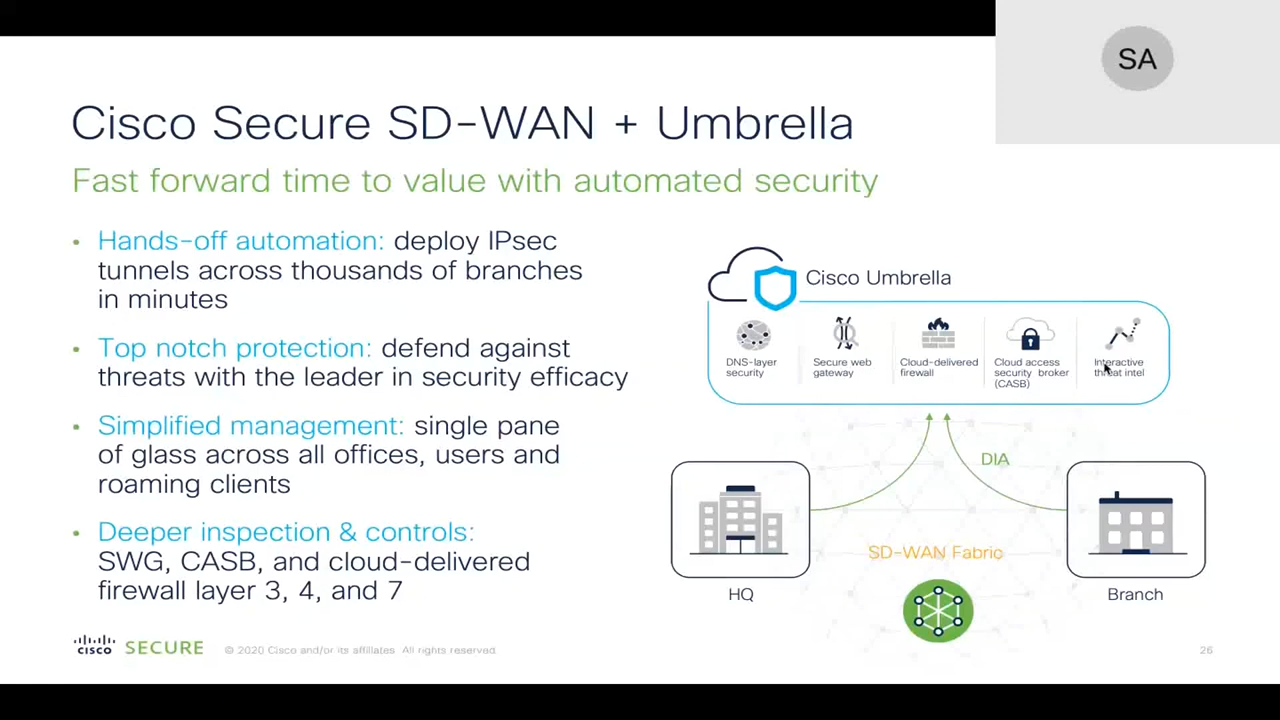 SA
Cisco Secure SD-WAN + Umbrella
Fast forward time to value with automated security
• Hands-off automation: deploy IPsec
tunnels across thousands of branches
in minutes
• Top notch protection: defend against
threats with the leader in security efficacy
• Simplified management: single pane
of glass across all offices, users and
roaming clients
• Deeper inspection & controls:
SWG, CASB, and cloud-delivered
firewall layer 3, 4, and 7
Cisco Umbrella
DNS-layer
security
Secure web
gateway
Cloud-delivered
firewall
Cloud access
security broker
(CASB)
Interactive
threat intel
DIA
SD-WAN Fabric
HQ
Branch
CISCO SECURE
© 2020 Cisco and/or its affiliates All rights reserved
26